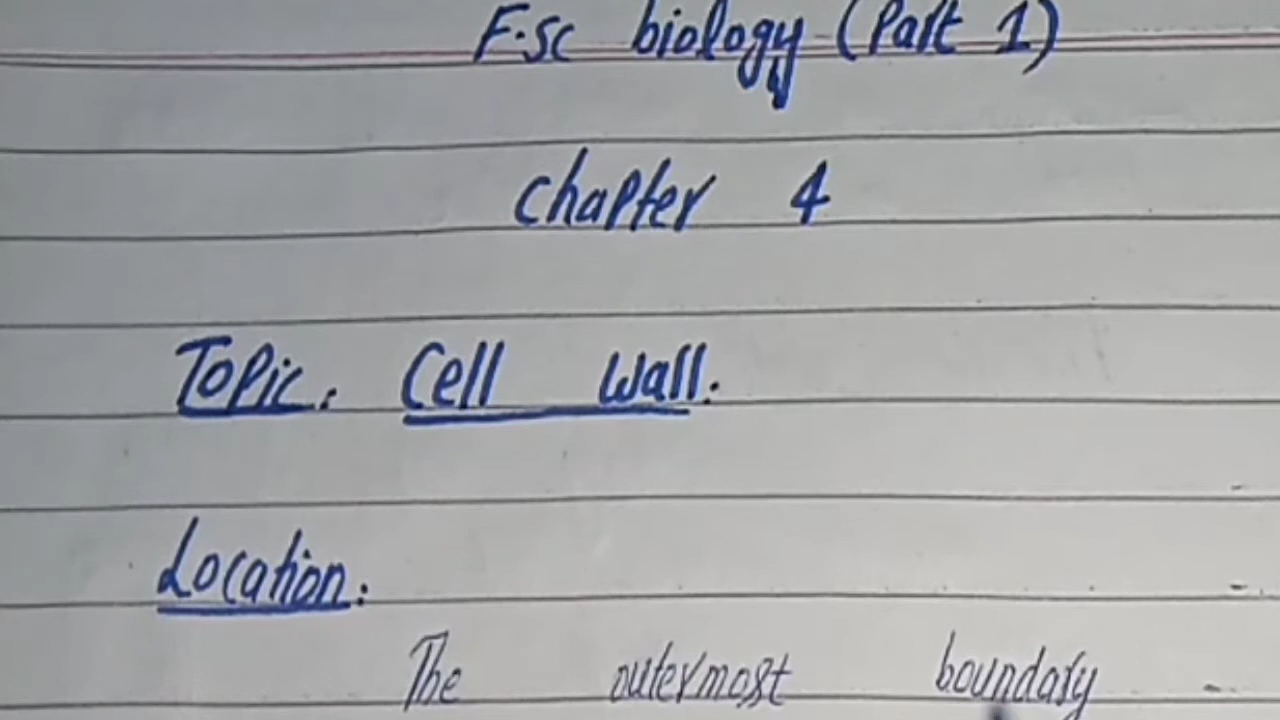 F.Sc biology (Part 1)
Chapter 4
Topic: Cell Wall.
Location:
The outermost boundary